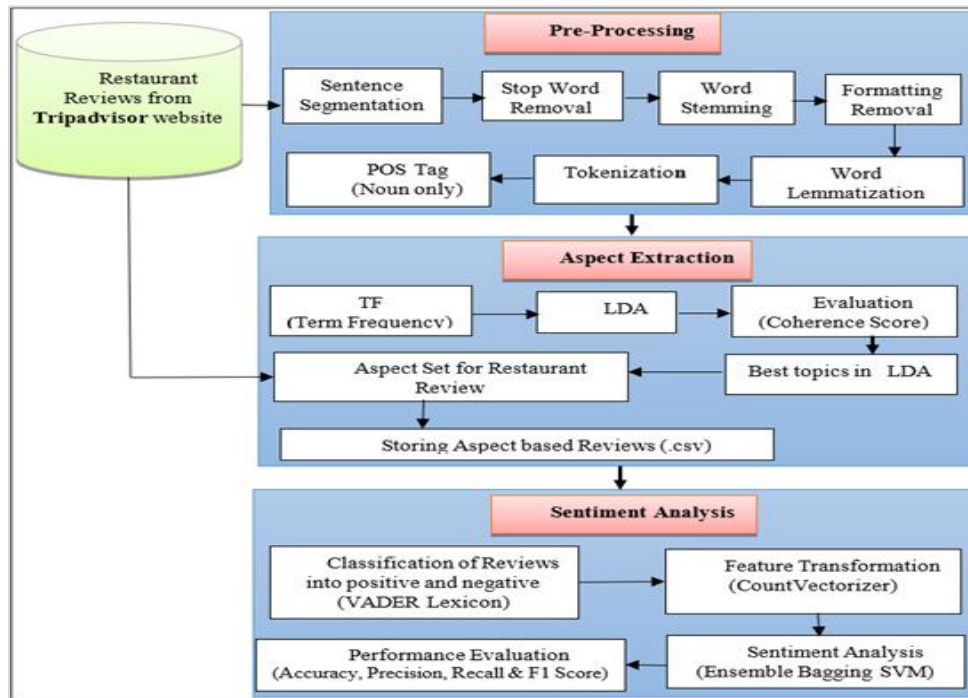 Pre-Processing
Restaurant
Reviews from
Tripadvisor website
Sentence
Segmentation
Stop Word
Removal
Word
Stemming
Formatting
Removal
POS Tag
(Noun only)
Tokenization
Word
Lemmatization
Aspect Extraction
TF
(Term Frequency)
LDA
Evaluation
(Coherence Score)
Aspect Set for Restaurant
Review
Best topics in LDA
Storing Aspect based Reviews (.csv)
Sentiment Analysis
Classification of Reviews
into positive and negative
(VADER Lexicon)
Feature Transformation
(CountVectorizer)
Performance Evaluation
(Accuracy, Precision, Recall & F1 Score)
Sentiment Analysis
(Ensemble Bagging SVM)